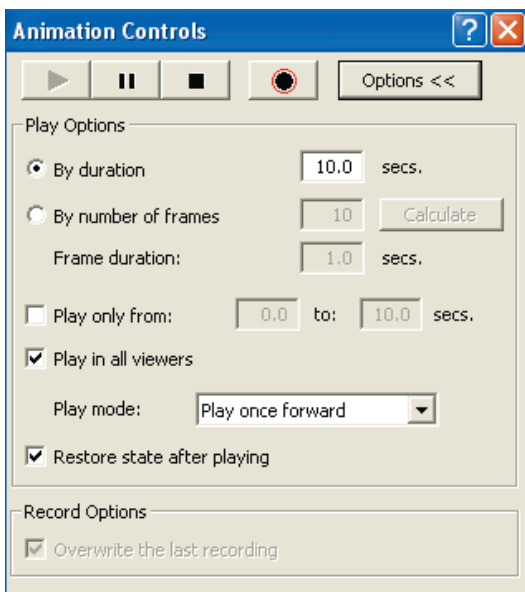 Animation Controls
Options <<
Play Options
By duration 10.0 secs.
By number of frames 10 Calculate
Frame duration: 1.0 secs.
Play only from: 0.0 to: 10.0 secs.
Play in all viewers
Play mode: Play once forward
Restore state after playing
Record Options
Overwrite the last recording